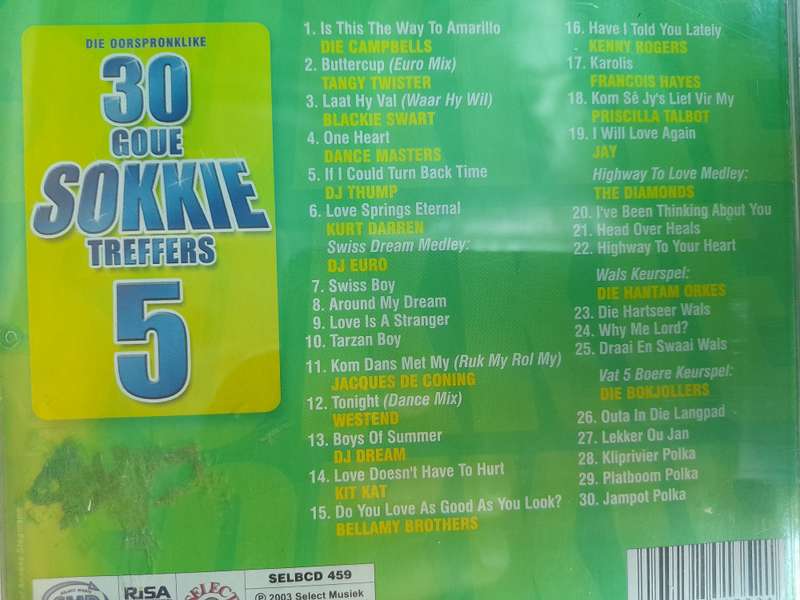 DIE OORSPRONKLIKE
30
GOUE
SOKKIE
TREFFERS
5
1. Is This The Way To Amarillo
DIE CAMPBELLS
2. Buttercup (Euro Mix)
TANGY TWISTER
3. Laat Hy Val (Waar Hy Wil)
BLACKIE SWART
4. One Heart
DANCE MASTERS
5. If I Could Turn Back Time
DJ THUMP
6. Love Springs Eternal
KURT DARREN
Swiss Dream Medley:
DJ EURO
7. Swiss Boy
8. Around My Dream
9. Love Is A Stranger
10. Tarzan Boy
11. Kom Dans Met My (Ruk My Rol My)
JACQUES DE CONING
12. Tonight (Dance Mix)
WESTEND
13. Boys Of Summer
DJ DREAM
14. Love Doesn't Have To Hurt
KIT KAT
15. Do You Love As Good As You Look?
BELLAMY BROTHERS
16. Have I Told You Lately
KENNY ROGERS
17. Karolis
FRANCOIS HAYES
18. Kom Sê Jy's Lief Vir My
PRISCILLA TALBOT
19. I Will Love Again
JAY
Highway To Love Medley:
THE DIAMONDS
20. I've Been Thinking About You
21. Head Over Heals
22. Highway To Your Heart
Wals Keurspel:
DIE HANTAM ORKES
23. Die Hartseer Wals
24. Why Me Lord?
25. Draai En Swaai Wals
Vat 5 Boere Keurspel:
DIE BOKJOLLERS
26. Outa In Die Langpad
27. Lekker Ou Jan
28. Kliprivier Polka
29. Platboom Polka
30. Jampot Polka
RiSA
SELECT
SELBCD 459
℗ 2003 Select Musiek